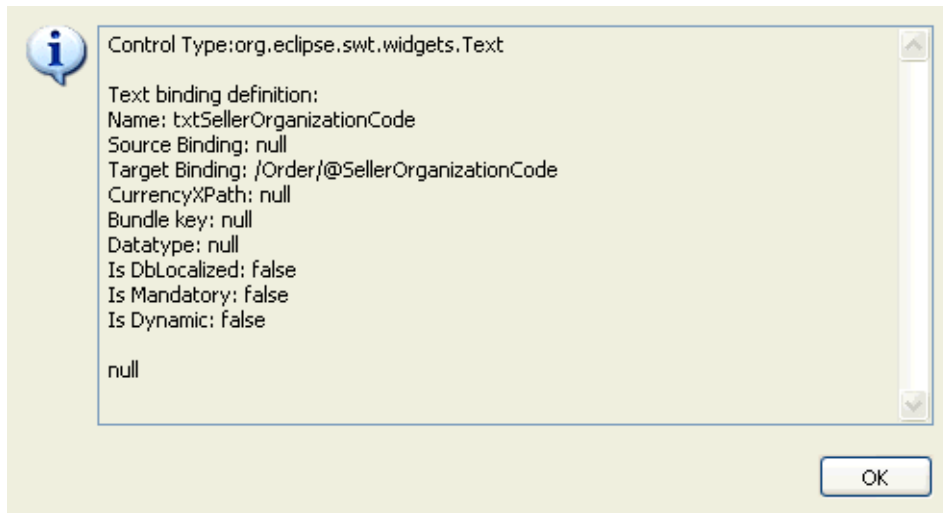 Control Type:org.eclipse.swt.widgets.Text
Text binding definition:
Name: txtSellerOrganizationCode
Source Binding: null
Target Binding: /Order/@SellerOrganizationCode
CurrencyXPath: null
Bundle key: null
Datatype: null
Is DbLocalized: false
Is Mandatory: false
Is Dynamic: false
null
OK